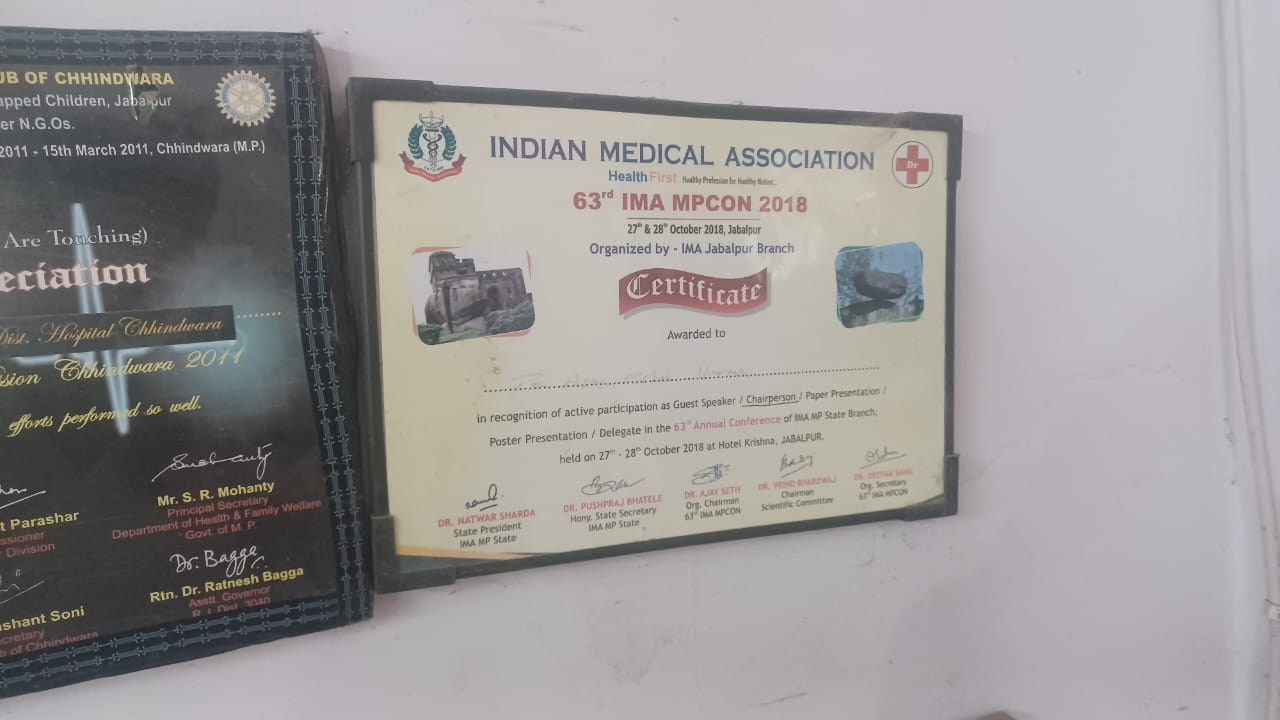 UB OF CHHINDWARA
apped Children, Jabalpur
er N.G.Os.
2011 - 15th March 2011, Chhindwara (M.P.)
Are Touching)
eciation
Dist. Hospital Chhindwara
ssion Chhindwara 2011
efforts performed so well.
t Parashar
ssioner
Division
Mr. S. R. Mohanty
Principal Secretary
Department of Health & Family Welfare
Govt. of M. P.
Dr. Bagga
Rtn. Dr. Ratnesh Bagga
Asstt. Governor
R. I. Dist. 3040
shant Soni
cretary
b of Chhindwara
INDIAN MEDICAL ASSOCIATION
Dr
Health First Healthy Profession for Healthy Nation...
63rd IMA MPCON 2018
27th & 28th October 2018, Jabalpur
Organized by - IMA Jabalpur Branch
Certificate
Awarded to
in recognition of active participation as Guest Speaker / Chairperson / Paper Presentation /
Poster Presentation / Delegate in the 63rd Annual Conference of IMA MP State Branch,
held on 27th - 28th October 2018 at Hotel Krishna, JABALPUR.
DR. NATWAR SHARDA
State President
IMA MP State
DR. PUSHPRAJ BHATELE
Hony. State Secretary
IMA MP State
DR. AJAY SETH
Org. Chairman
63rd IMA MPCON
DR. VRIND BHARDWAJ
Chairman
Scientific Committee
DR. DEEPAK SAHU
Org. Secretary
63rd IMA MPCON